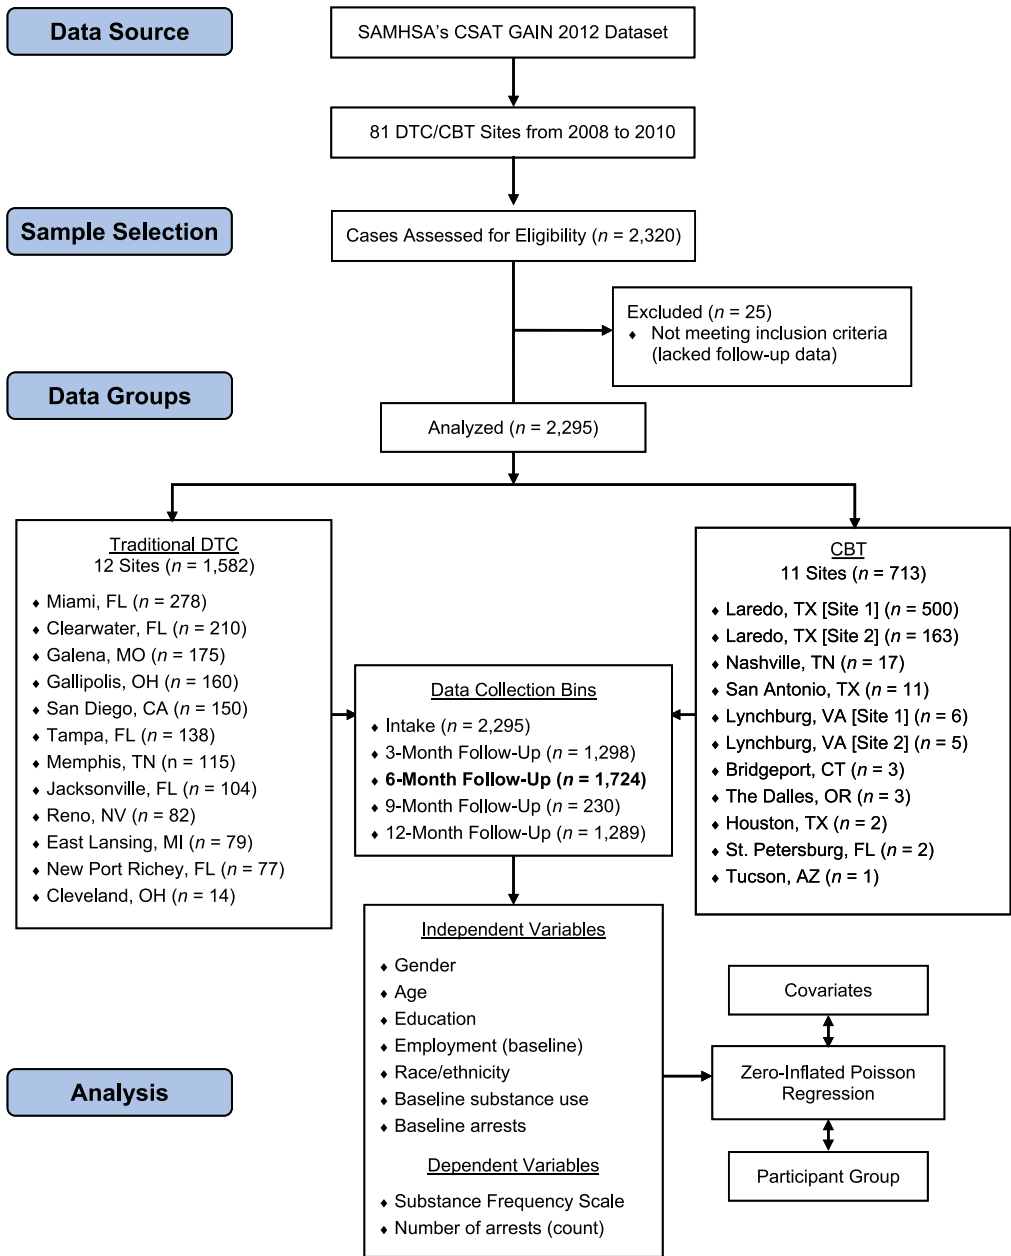 Data Source
SAMHSA's CSAT GAIN 2012 Dataset
81 DTC/CBT Sites from 2008 to 2010
Sample Selection
Cases Assessed for Eligibility (n = 2,320)
Excluded (n = 25)
♦ Not meeting inclusion criteria
(lacked follow-up data)
Data Groups
Analyzed (n = 2,295)
Traditional DTC
12 Sites (n = 1,582)
♦ Miami, FL (n = 278)
♦ Clearwater, FL (n = 210)
♦ Galena, MO (n = 175)
♦ Gallipolis, OH (n = 160)
♦ San Diego, CA (n = 150)
♦ Tampa, FL (n = 138)
♦ Memphis, TN (n = 115)
♦ Jacksonville, FL (n = 104)
♦ Reno, NV (n = 82)
♦ East Lansing, MI (n = 79)
♦ New Port Richey, FL (n = 77)
♦ Cleveland, OH (n = 14)
Data Collection Bins
♦ Intake (n = 2,295)
♦ 3-Month Follow-Up (n = 1,298)
♦ 6-Month Follow-Up (n = 1,724)
♦ 9-Month Follow-Up (n = 230)
♦ 12-Month Follow-Up (n = 1,289)
CBT
11 Sites (n = 713)
♦ Laredo, TX [Site 1] (n = 500)
♦ Laredo, TX [Site 2] (n = 163)
♦ Nashville, TN (n = 17)
♦ San Antonio, TX (n = 11)
♦ Lynchburg, VA [Site 1] (n = 6)
♦ Lynchburg, VA [Site 2] (n = 5)
♦ Bridgeport, CT (n = 3)
♦ The Dalles, OR (n = 3)
♦ Houston, TX (n = 2)
♦ St. Petersburg, FL (n = 2)
♦ Tucson, AZ (n = 1)
Analysis
Independent Variables
♦ Gender
♦ Age
♦ Education
♦ Employment (baseline)
♦ Race/ethnicity
♦ Baseline substance use
♦ Baseline arrests
Dependent Variables
♦ Substance Frequency Scale
♦ Number of arrests (count)
Covariates
Zero-Inflated Poisson
Regression
Participant Group